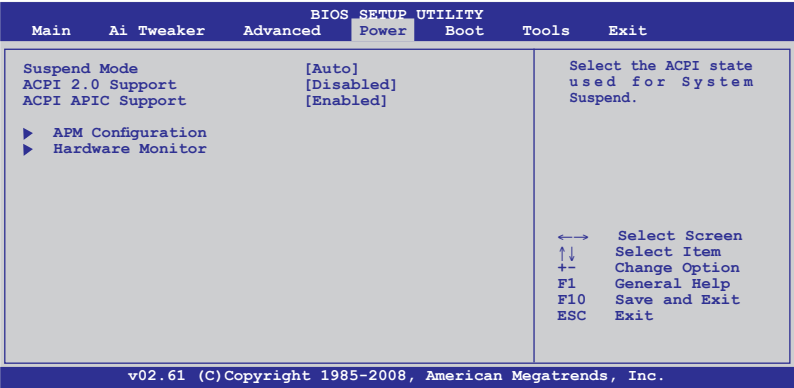 BIOS SETUP UTILITY
Main Ai Tweaker Advanced Power Boot Tools Exit
Suspend Mode [Auto]
ACPI 2.0 Support [Disabled]
ACPI APIC Support [Enabled]
▶ APM Configuration
▶ Hardware Monitor
Select the ACPI state
used for System
Suspend.
←→ Select Screen
↑↓ Select Item
+- Change Option
F1 General Help
F10 Save and Exit
ESC Exit
v02.61 (C)Copyright 1985-2008, American Megatrends, Inc.